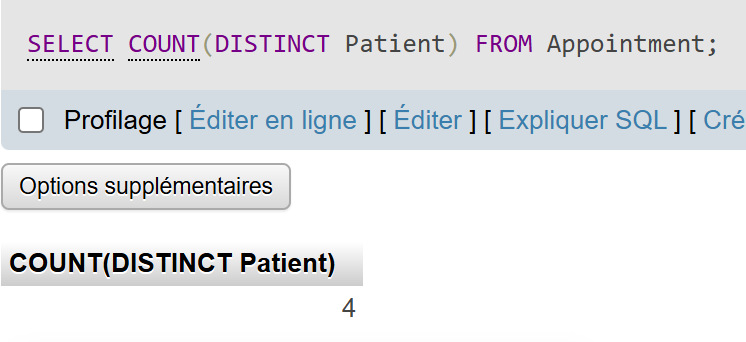 SELECT COUNT(DISTINCT Patient) FROM Appointment;
Profilage [ Éditer en ligne ] [ Éditer ] [ Expliquer SQL ] [ Cré
Options supplémentaires
COUNT(DISTINCT Patient)
4